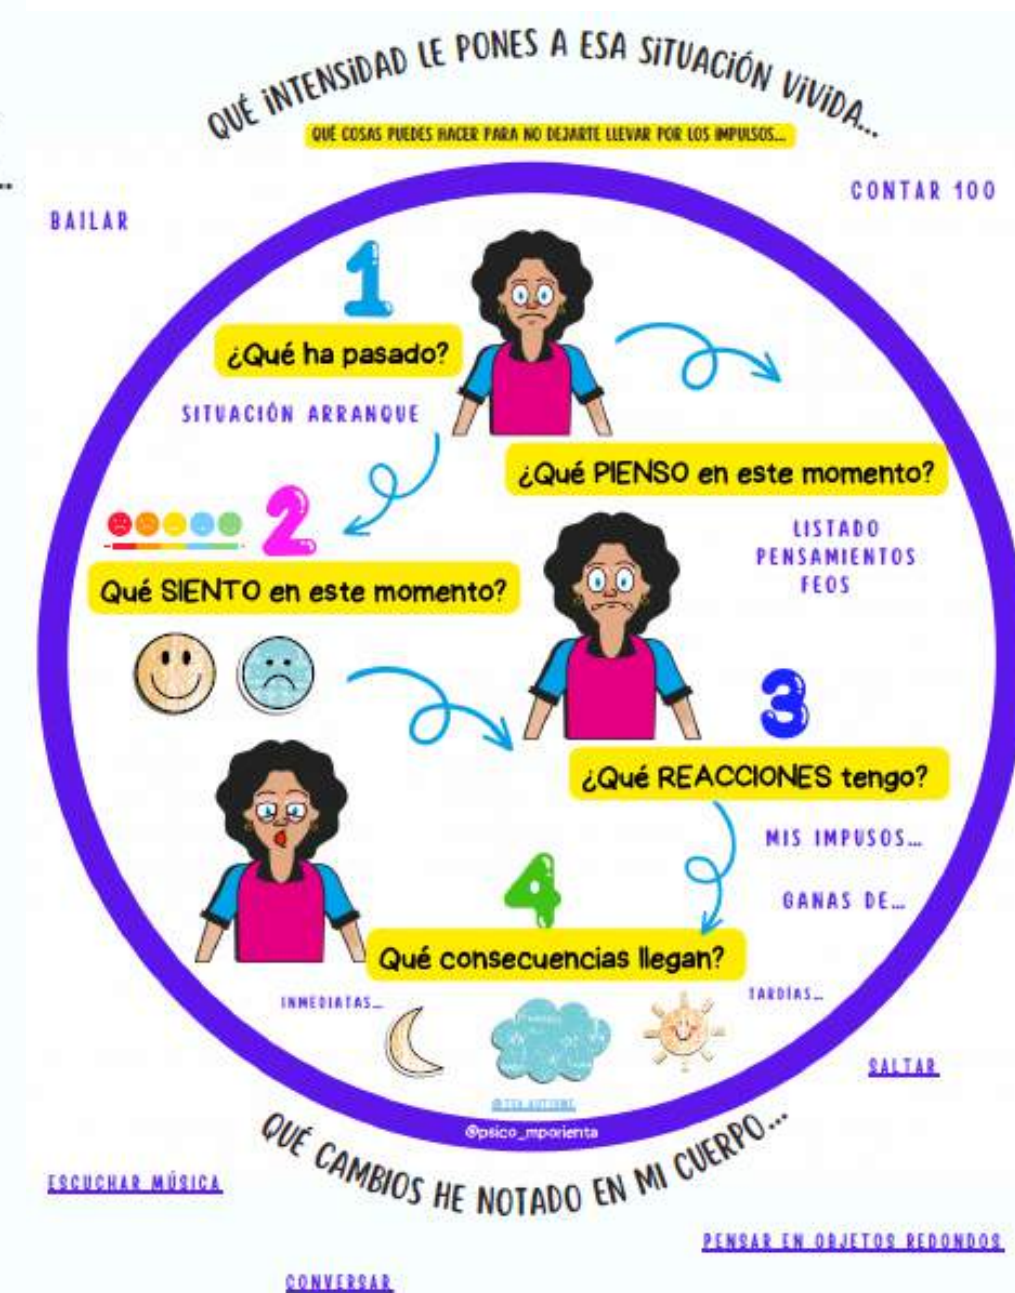 QUÉ INTENSIDAD LE PONES A ESA SITUACIÓN VIVIDA...
QUÉ COSAS PUEDES HACER PARA NO DEJARTE LLEVAR POR LOS IMPULSOS...
...
CONTAR 100
BAILAR
1
¿Qué ha pasado?
SITUACIÓN ARRANQUE
¿Qué PIENSO en este momento?
2
LISTADO
PENSAMIENTOS
FEOS
Qué SIENTO en este momento?
3
¿Qué REACCIONES tengo?
MIS IMPUSOS...
GANAS DE...
4
Qué consecuencias llegan?
INMEDIATAS...
TARDÍAS...
SALTAR
@psico_mporienta
QUÉ CAMBIOS HE NOTADO EN MI CUERPO...
ESCUCHAR MÚSICA
PENSAR EN OBJETOS REDONDOS
CONVERSAR